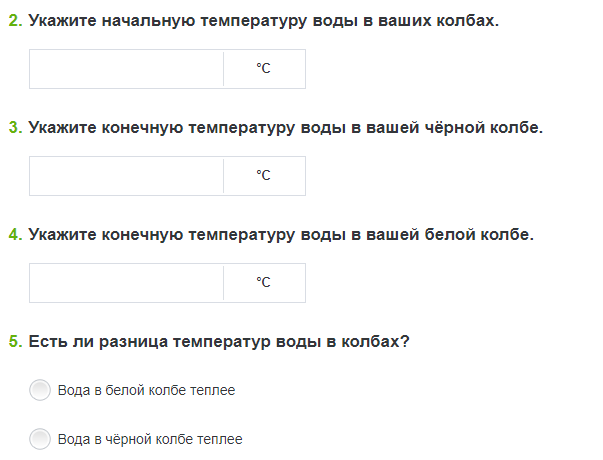 2. Укажите начальную температуру воды в ваших колбах.
°C
3. Укажите конечную температуру воды в вашей чёрной колбе.
°C
4. Укажите конечную температуру воды в вашей белой колбе.
°C
5. Есть ли разница температур воды в колбах?
Вода в белой колбе теплее
Вода в чёрной колбе теплее